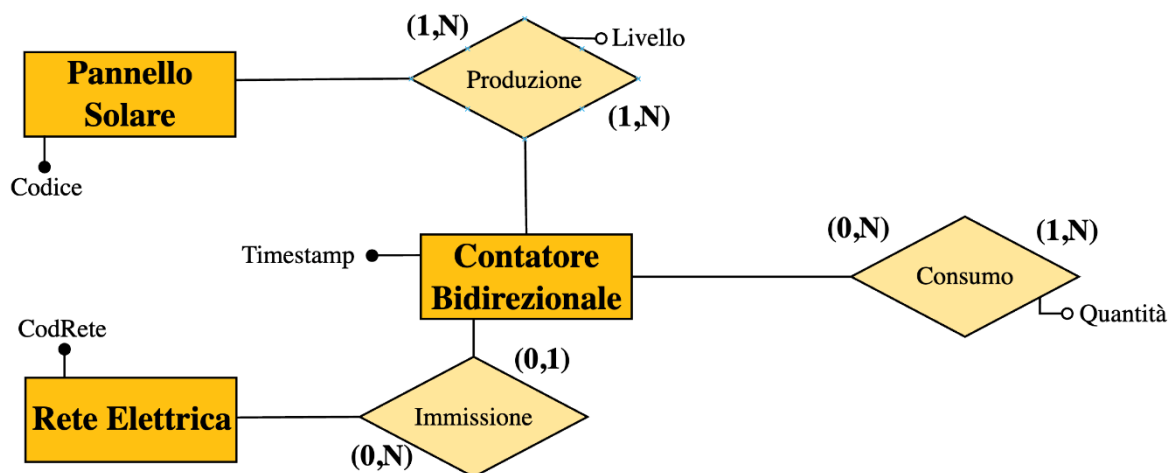 (1,N)
Livello
Pannello
Solare
Produzione
(1,N)
Codice
Timestamp
Contatore
Bidirezionale
(0,N)
(1,N)
Consumo
Quantità
CodRete
(0,1)
Rete Elettrica
Immissione
(0,N)